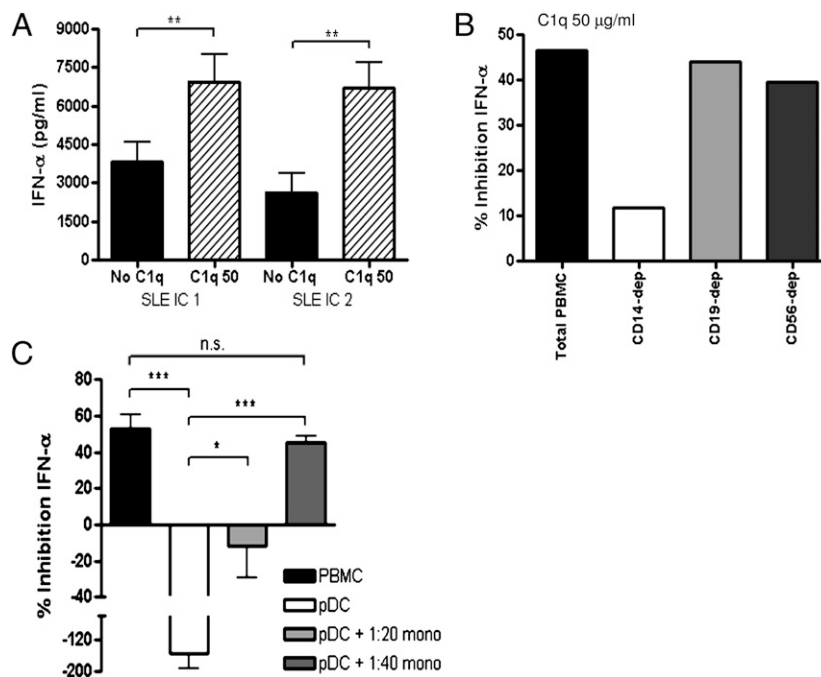 A
IFN-α (pg/ml)
9000
7500
6000
4500
3000
1500
0
**
**
No C1q
C1q 50
No C1q
C1q 50
SLE IC 1
SLE IC 2
B
C1q 50 µg/ml
% Inhibition IFN-α
50
40
30
20
10
0
Total PBMC
CD14-dep
CD19-dep
CD56-dep
C
% Inhibition IFN-α
80
60
40
20
0
-20
-40
-120
-200
n.s.
***
***
*
PBMC
pDC
pDC + 1:20 mono
pDC + 1:40 mono